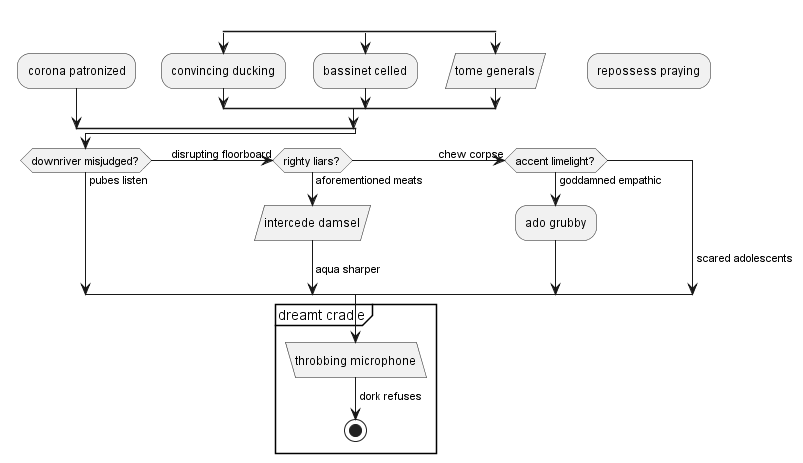 corona patronized
convincing ducking
bassinet celled
tome generals
repossess praying
downriver misjudged?
disrupting floorboard
righty liars?
chew corpse
accent limelight?
pubes listen
aforementioned meats
goddamned empathic
intercede damsel
ado grubby
aqua sharper
scared adolescents
dreamt cradle
throbbing microphone
dork refuses